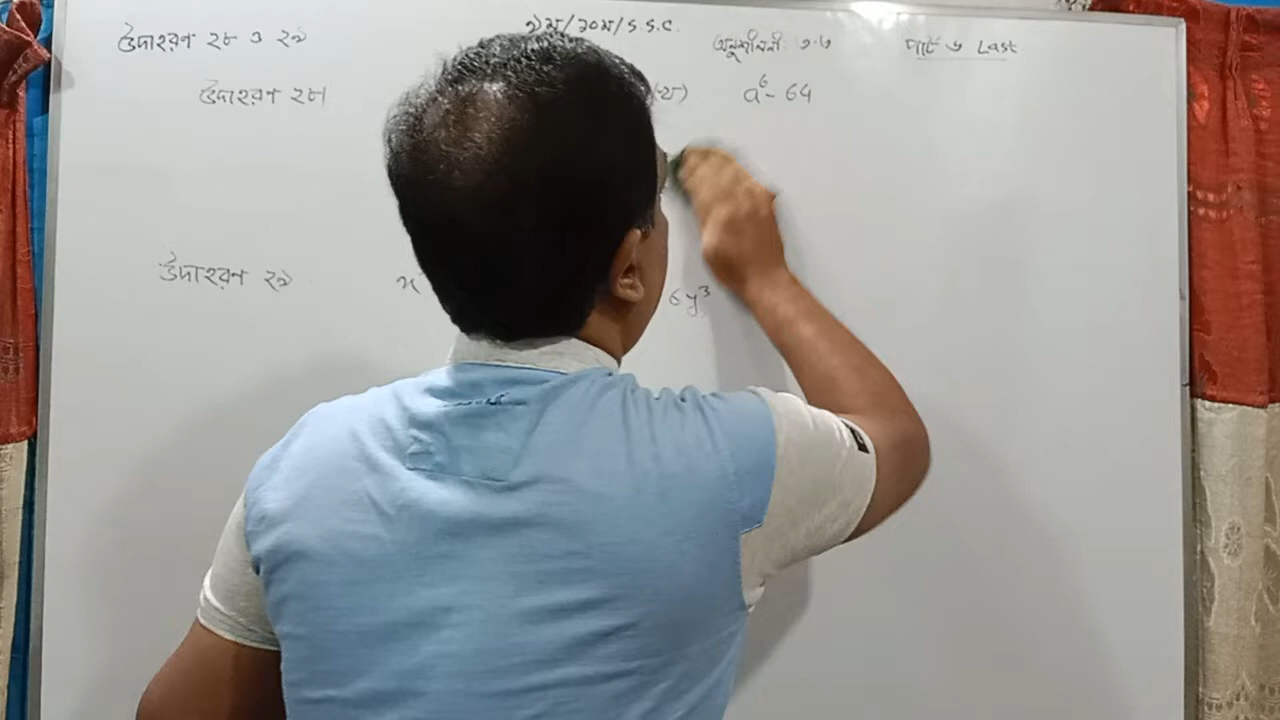 উদাহরণ ২৮ ও ২৯ ৯ম/১০ম/S.S.C. অনুশীলনী ৩.৩ পার্ট ৬ Last
উদাহরণ ২৮। (খ) a⁶- 64
উদাহরণ ২৯ x 6y³